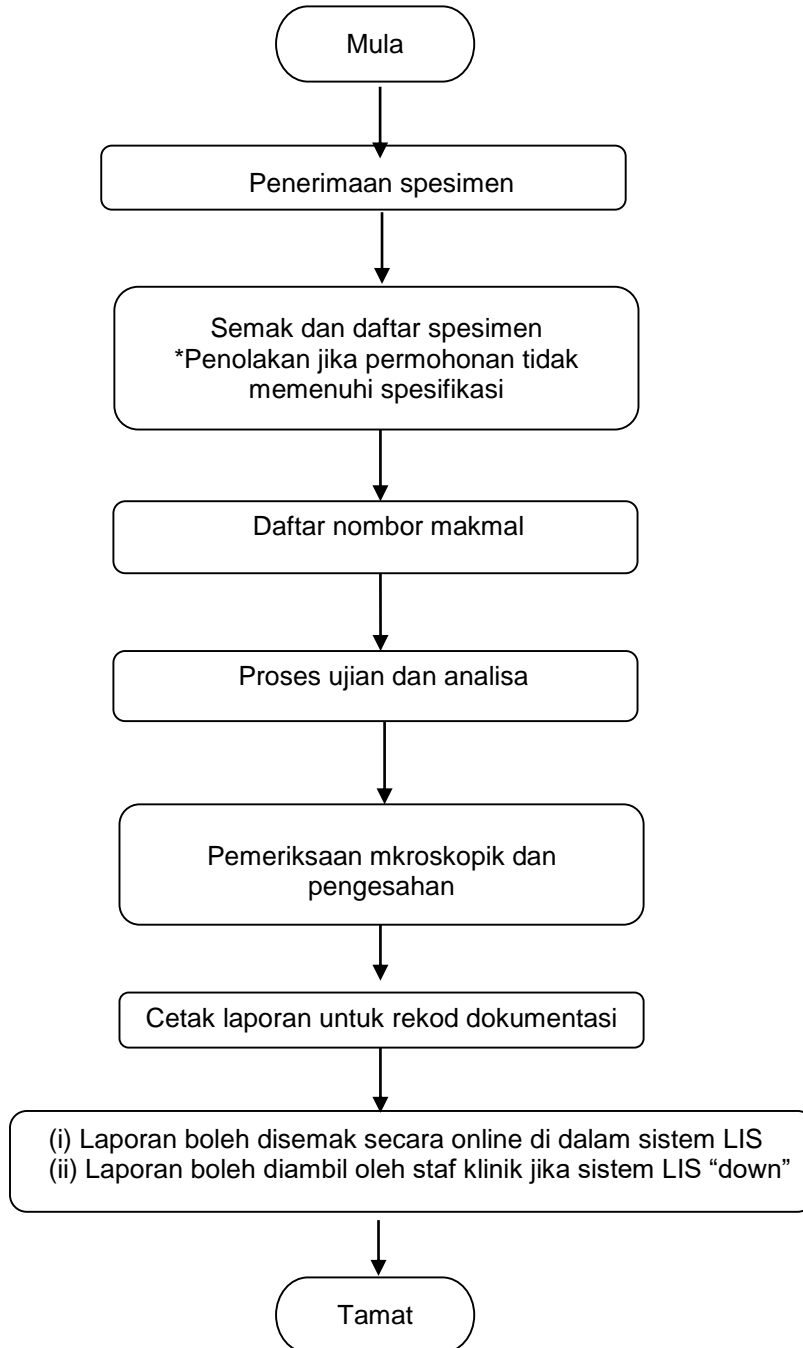 Mula
Penerimaan spesimen
Semak dan daftar spesimen
*Penolakan jika permohonan tidak
memenuhi spesifikasi
Daftar nombor makmal
Proses ujian dan analisa
Pemeriksaan mkroskopik dan
pengesahan
Cetak laporan untuk rekod dokumentasi
(i) Laporan boleh disemak secara online di dalam sistem LIS
(ii) Laporan boleh diambil oleh staf klinik jika sistem LIS “down”
Tamat